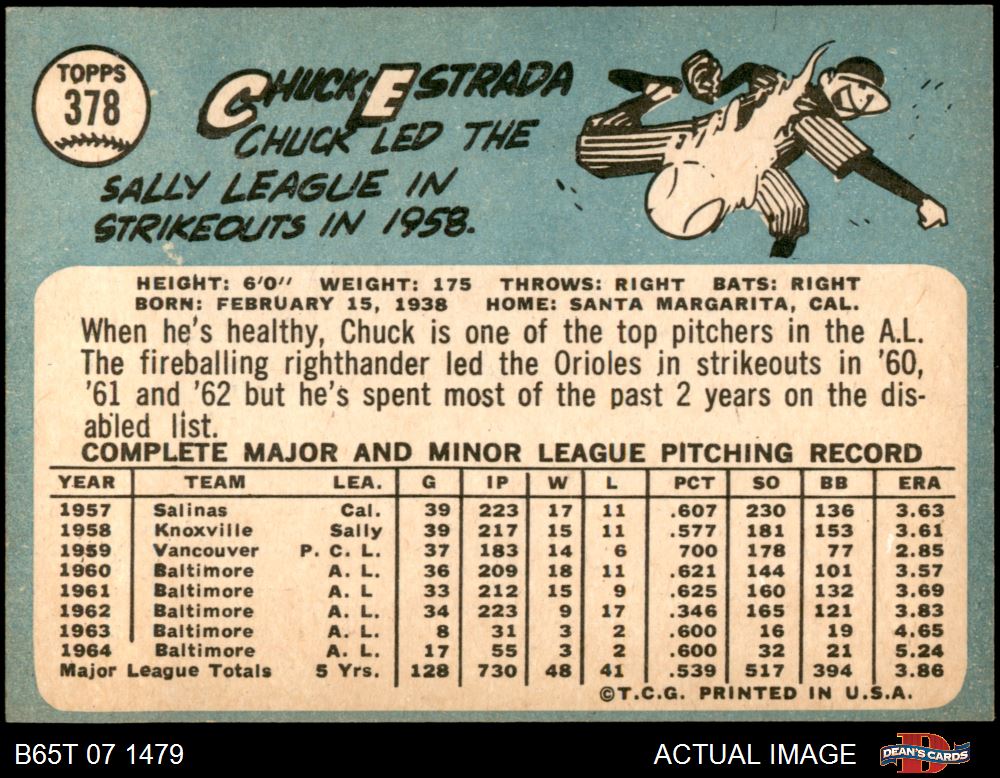 TOPPS
378
CHUCK ESTRADA
CHUCK LED THE
SALLY LEAGUE IN
STRIKEOUTS IN 1958.
HEIGHT: 6'0" WEIGHT: 175 THROWS: RIGHT BATS: RIGHT
BORN: FEBRUARY 15, 1938 HOME: SANTA MARGARITA, CAL.
When he's healthy, Chuck is one of the top pitchers in the A.L.
The fireballing righthander led the Orioles in strikeouts in '60,
'61 and '62 but he's spent most of the past 2 years on the dis-
abled list.
COMPLETE MAJOR AND MINOR LEAGUE PITCHING RECORD
YEAR TEAM LEA. G IP W L PCT SO BB ERA
1957 Salinas Cal. 39 223 17 11 .607 230 136 3.63
1958 Knoxville Sally 39 217 15 11 .577 181 153 3.61
1959 Vancouver P. C. L. 37 183 14 6 700 178 77 2.85
1960 Baltimore A. L. 36 209 18 11 .621 144 101 3.57
1961 Baltimore A. L 33 212 15 9 .625 160 132 3.69
1962 Baltimore A. L. 34 223 9 17 .346 165 121 3.83
1963 Baltimore A. L. 8 31 3 2 .600 16 19 4.65
1964 Baltimore A. L. 17 55 3 2 .600 32 21 5.24
Major League Totals 5 Yrs. 128 730 48 41 .539 517 394 3.86
©T.C.G. PRINTED IN U.S.A.
B65T 07 1479 ACTUAL IMAGE DEAN'S CARDS